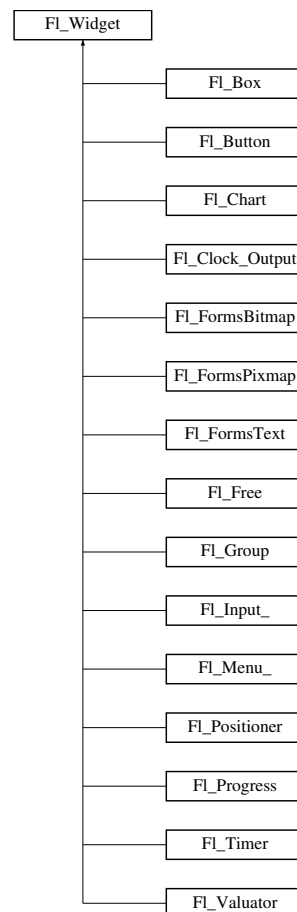 Fl_Widget
Fl_Box
Fl_Button
Fl_Chart
Fl_Clock_Output
Fl_FormsBitmap
Fl_FormsPixmap
Fl_FormsText
Fl_Free
Fl_Group
Fl_Input_
Fl_Menu_
Fl_Positioner
Fl_Progress
Fl_Timer
Fl_Valuator